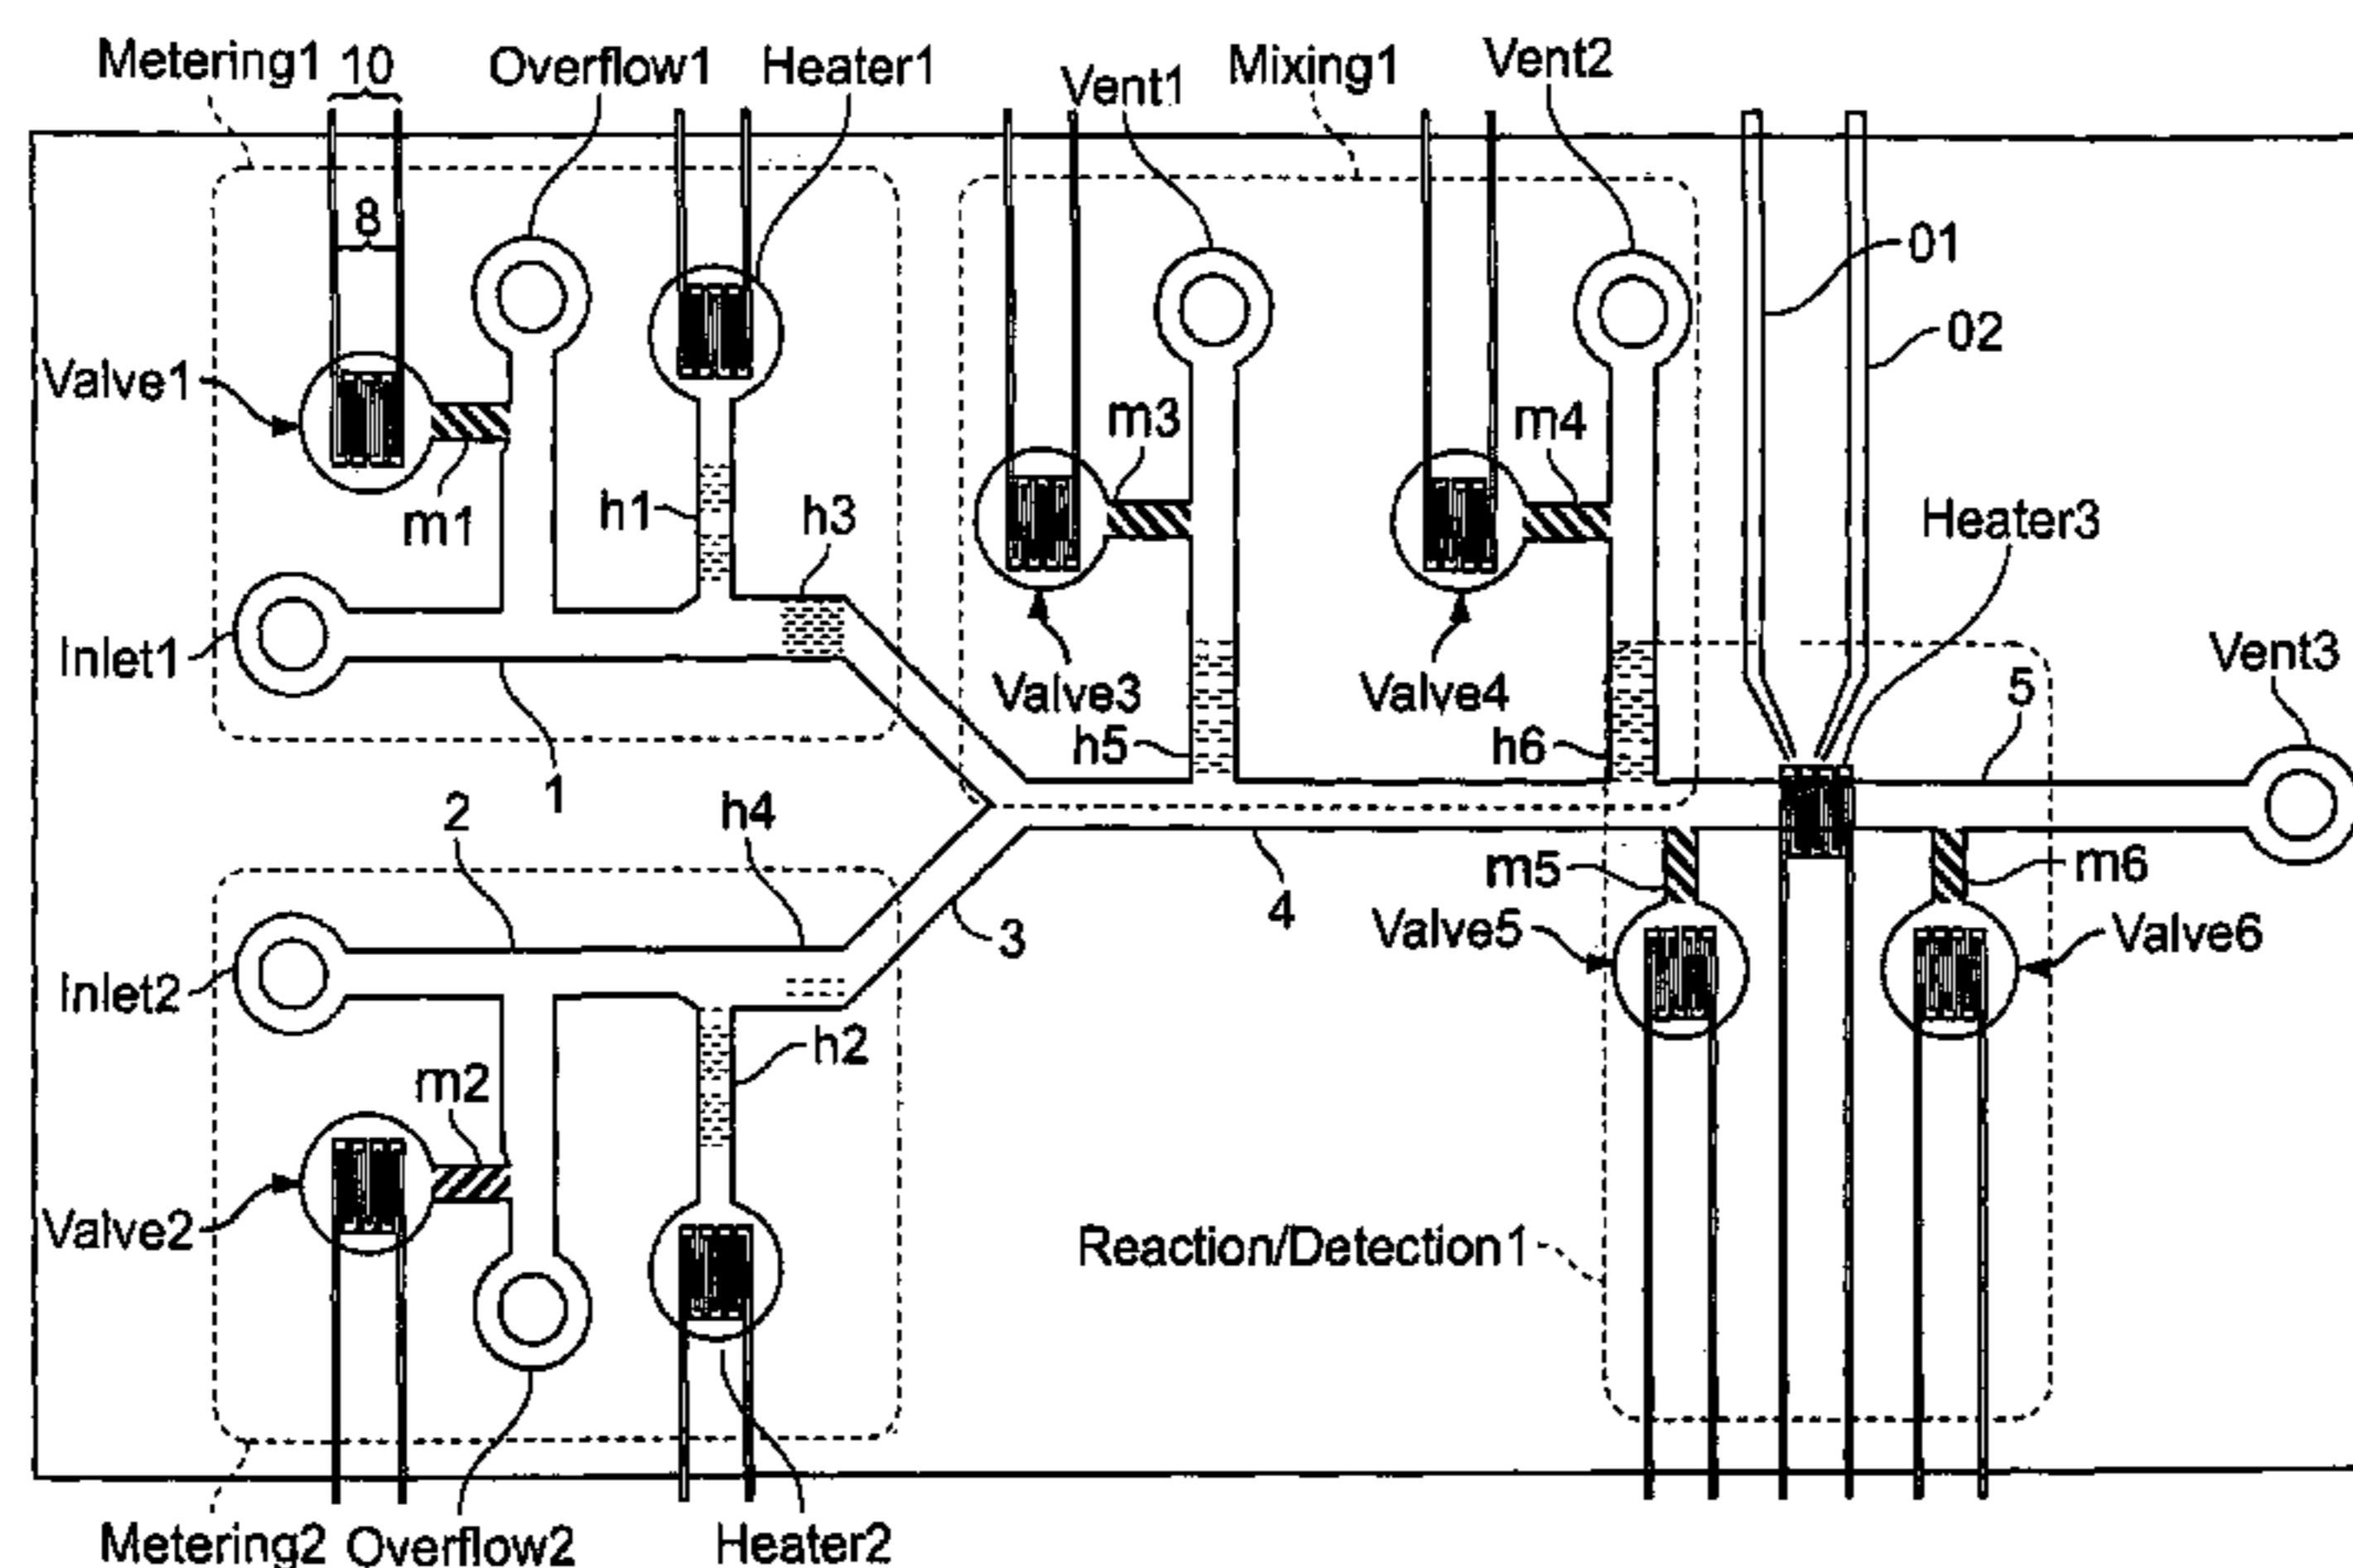 Metering1
10
Overflow1
Heater1
Vent1
Mixing1
Vent2
8
01
02
Valve1
m1
h1
h3
m3
m4
Heater3
Inlet1
Valve3
Valve4
Vent3
1
h5
h6
5
2
h4
m5
m6
4
3
Valve5
Valve6
Inlet2
h2
m2
Valve2
Reaction/Detection1
Metering2
Overflow2
Heater2